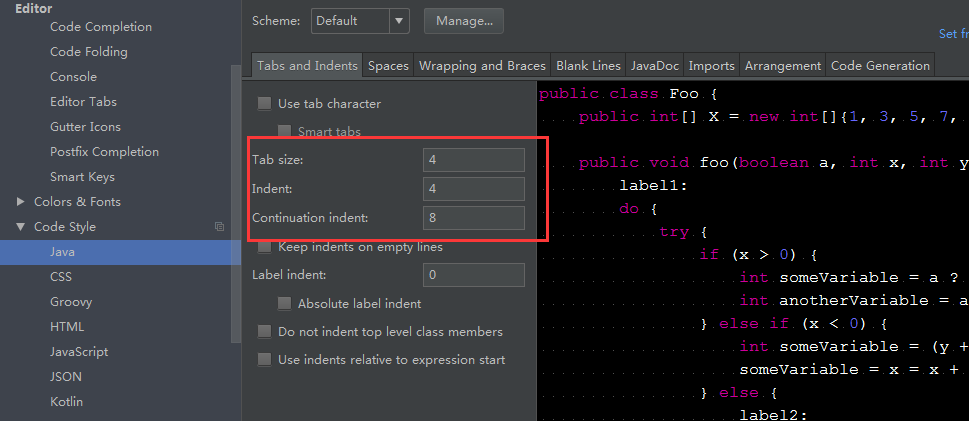 Editor
Code Completion
Code Folding
Console
Editor Tabs
Gutter Icons
Postfix Completion
Smart Keys
Colors & Fonts
Code Style
Java
CSS
Groovy
HTML
JavaScript
JSON
Kotlin
Scheme: Default Manage...
Set fr
Tabs and Indents Spaces Wrapping and Braces Blank Lines JavaDoc Imports Arrangement Code Generation
Use tab character
Smart tabs
Tab size: 4
Indent: 4
Continuation indent: 8
Keep indents on empty lines
Label indent: 0
Absolute label indent
Do not indent top level class members
Use indents relative to expression start
public class Foo {
public int[] X = new int[]{1, 3, 5, 7,
public void foo(boolean a, int x, int y
label1:
do {
try {
if (x > 0) {
int someVariable = a ?
int anotherVariable = a
} else if (x < 0) {
int someVariable = (y +
someVariable = x = x +
} else {
label2: